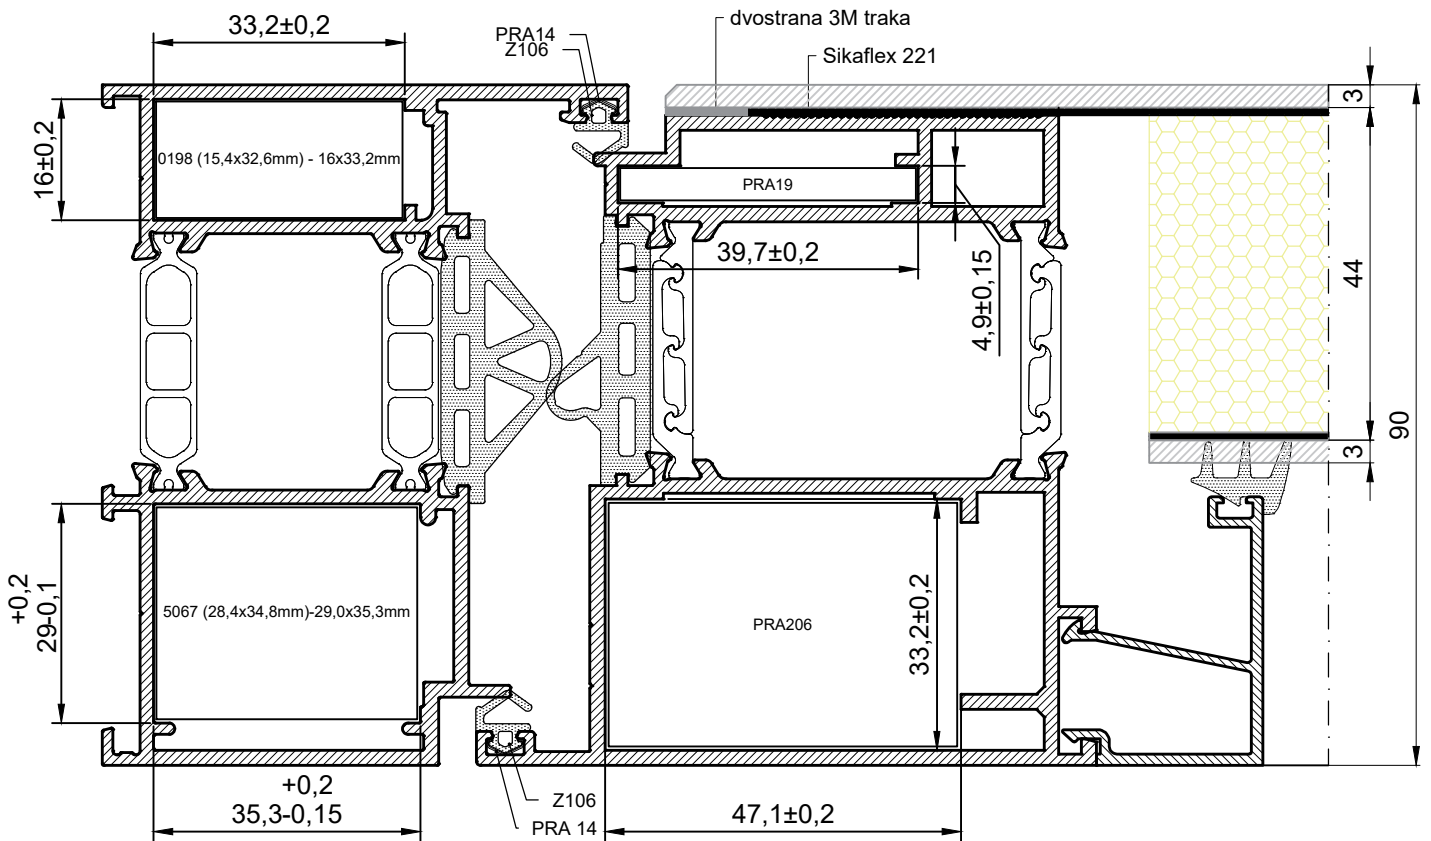 33,2±0,2
PRA14
Z106
dvostrana 3M traka
Sikaflex 221
3
16±0,2
0198 (15,4x32,6mm) - 16x33,2mm
PRA19
39,7±0,2
4,9±0,15
44
90
3
+0,2
29-0,1
5067 (28,4x34,8mm)-29,0x35,3mm
PRA206
33,2±0,2
+0,2
35,3-0,15
Z106
PRA 14
47,1±0,2